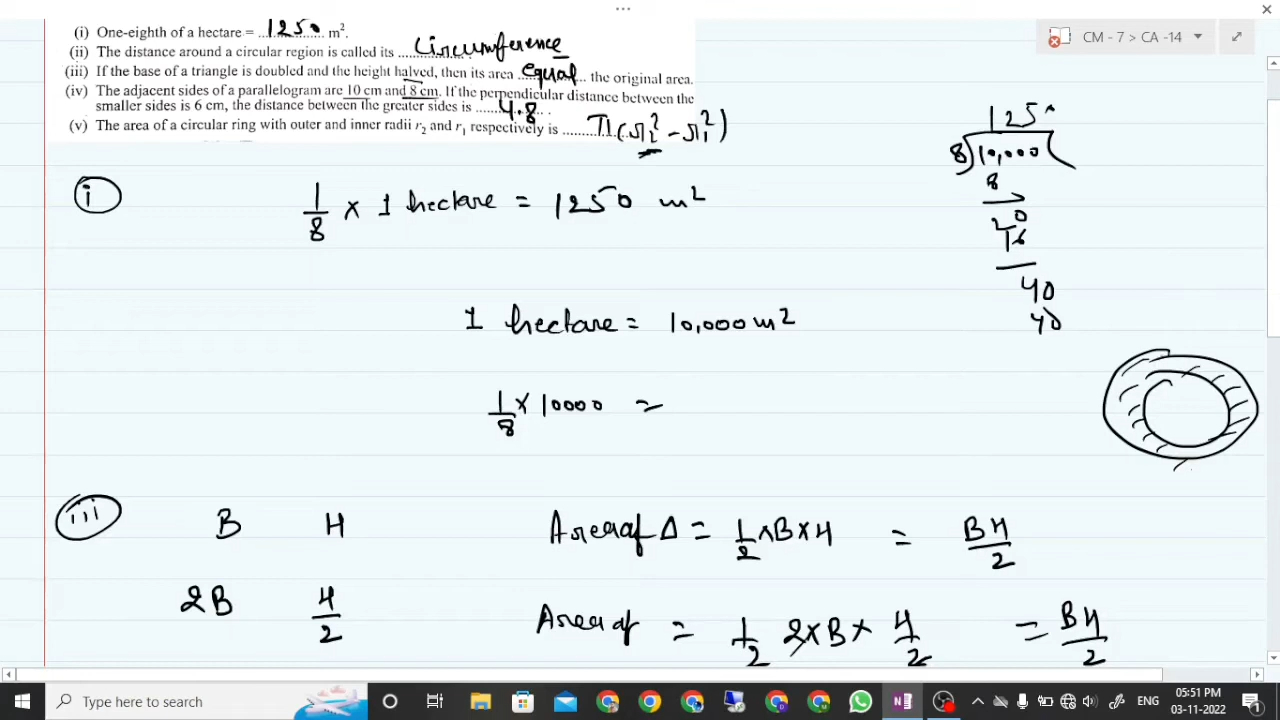 (i) One-eighth of a hectare = ...1250... m².
(ii) The distance around a circular region is called its ...Circumference...
(iii) If the base of a triangle is doubled and the height halved, then its area ...equal... the original area.
(iv) The adjacent sides of a parallelogram are 10 cm and 8 cm. If the perpendicular distance between the
smaller sides is 6 cm, the distance between the greater sides is ...4.8...
(v) The area of a circular ring with outer and inner radii r₂ and r₁ respectively is ...π(r₂² - r₁²)
CM - 7 > CA -14
1250
8 10,000
8
20
16
40
40
i
1/8 × 1 hectare = 1250 m²
1 hectare = 10,000 m²
1/8 × 10000 =
iii
B H Area of Δ = 1/2 × B × H = BH/2
2B H/2 Area of = 1/2 2 × B × H/2 = BH/2
Type here to search
ENG
05:51 PM
03-11-2022